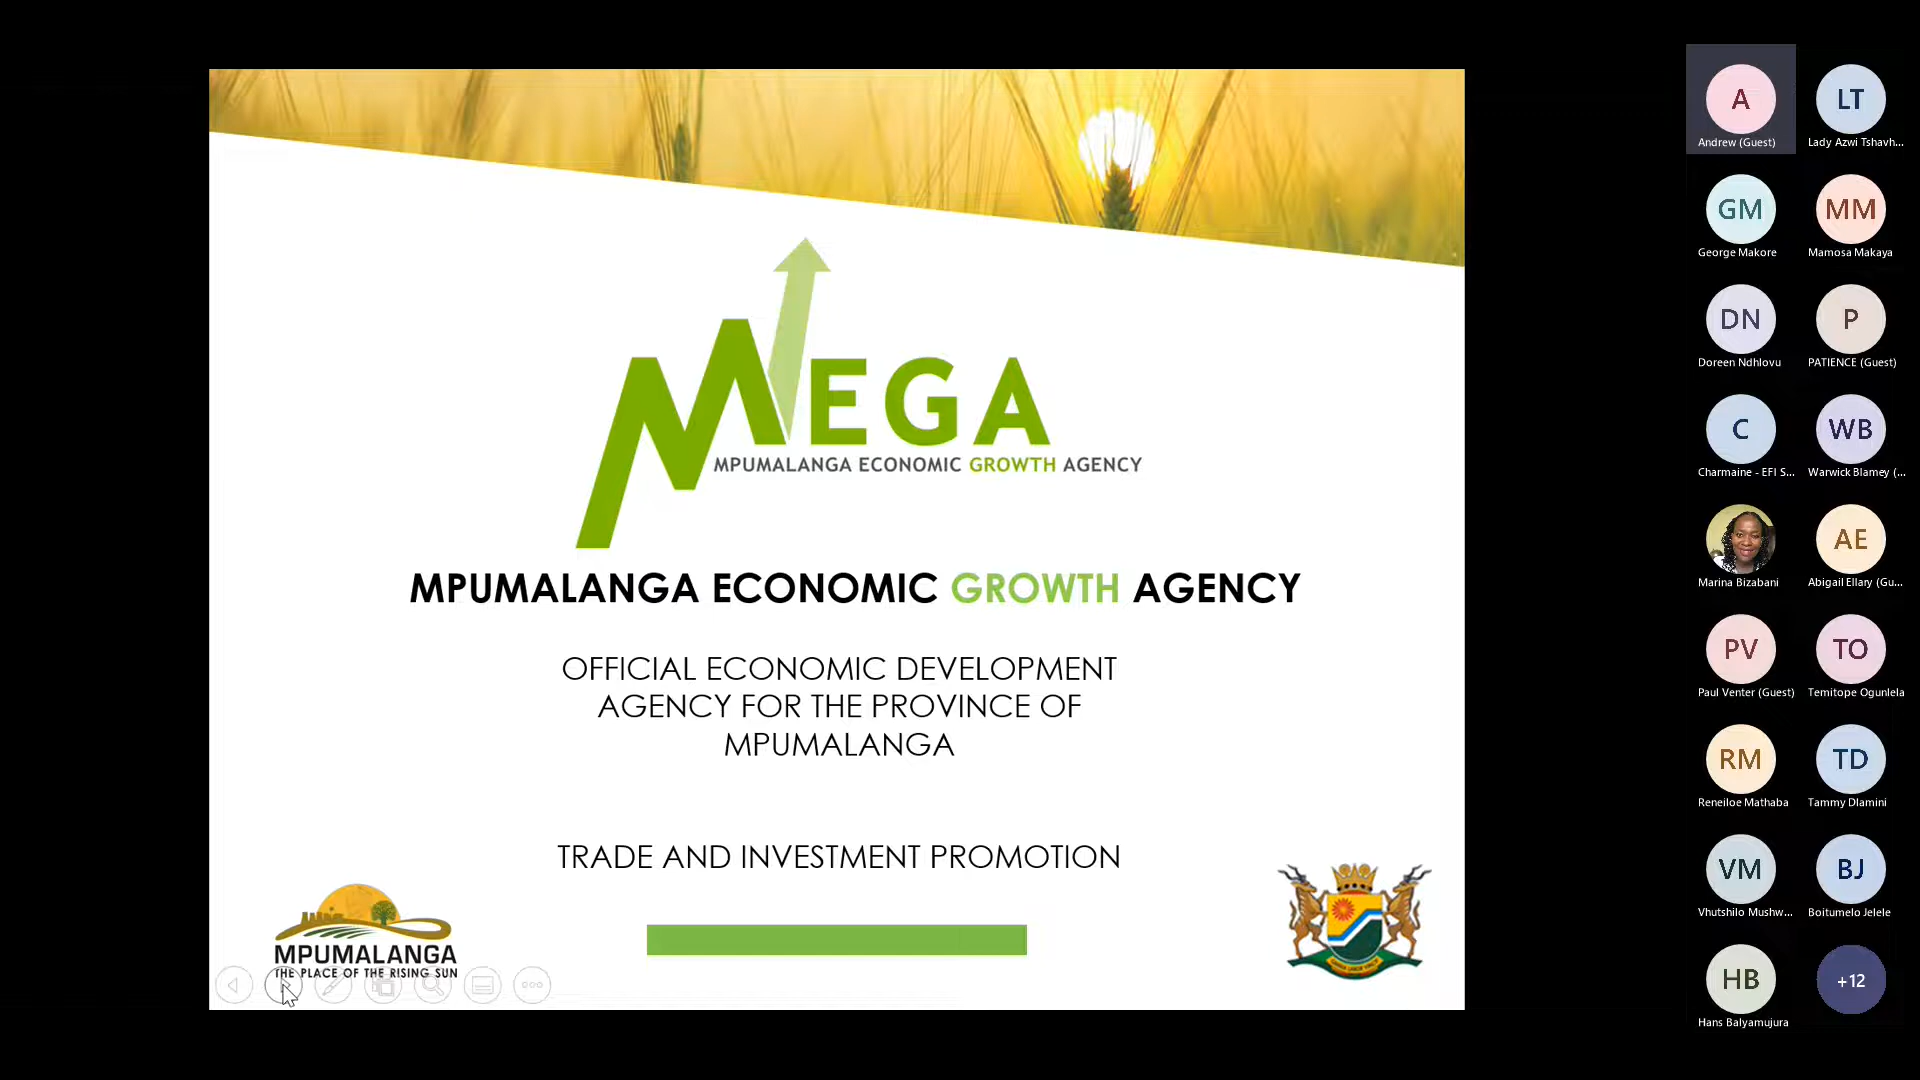 MEGA
MPUMALANGA ECONOMIC GROWTH AGENCY
MPUMALANGA ECONOMIC GROWTH AGENCY
OFFICIAL ECONOMIC DEVELOPMENT
AGENCY FOR THE PROVINCE OF
MPUMALANGA
TRADE AND INVESTMENT PROMOTION
MPUMALANGA
THE PLACE OF THE RISING SUN
A
Andrew (Guest)
LT
Lady Azwi Tshavh...
GM
George Makore
MM
Mamosa Makaya
DN
Doreen Ndhlovu
P
PATIENCE (Guest)
C
Charmaine - EFI S...
WB
Warwick Blamey (...
Marina Bizabani
AE
Abigail Ellary (Gu...
PV
Paul Venter (Guest)
TO
Temitope Ogunlela
RM
Reneiloe Mathaba
TD
Tammy Dlamini
VM
Vhutshilo Mushw...
BJ
Boitumelo Jelele
HB
Hans Balyamujura
+12